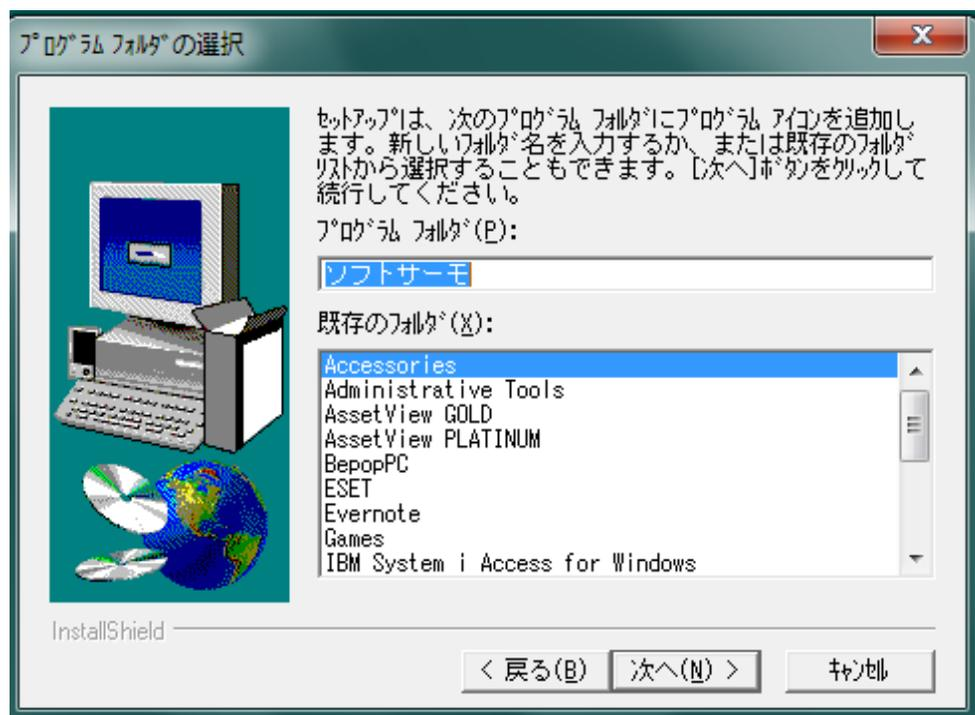 ﾌﾟﾛｸﾞﾗﾑ ﾌｫﾙﾀﾞの選択
ｾｯﾄｱｯﾌﾟは、次のﾌﾟﾛｸﾞﾗﾑ ﾌｫﾙﾀﾞにﾌﾟﾛｸﾞﾗﾑ ｱｲｺﾝを追加し
ます。新しいﾌｫﾙﾀﾞ名を入力するか、または既存のﾌｫﾙﾀﾞ
ﾘｽﾄから選択することもできます。[次へ]ﾎﾞﾀﾝをｸﾘｯｸして
続行してください。
ﾌﾟﾛｸﾞﾗﾑ ﾌｫﾙﾀﾞ(P):
ソフトサーモ
既存のﾌｫﾙﾀﾞ(X):
Accessories
Administrative Tools
AssetView GOLD
AssetView PLATINUM
BepopPC
ESET
Evernote
Games
IBM System i Access for Windows
InstallShield
< 戻る(B)
次へ(N) >
ｷｬﾝｾﾙ